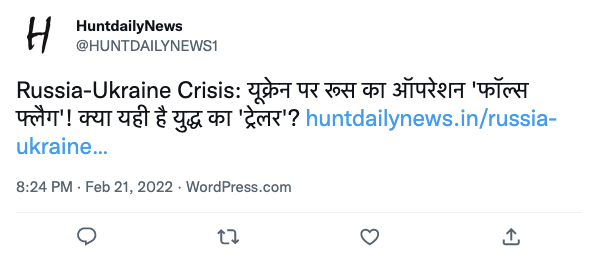 H
HuntdailyNews
@HUNTDAILYNEWS1
Russia-Ukraine Crisis: यूक्रेन पर रूस का ऑपरेशन 'फॉल्स
फ्लैग'! क्या यही है युद्ध का 'ट्रेलर'? huntdailynews.in/russia-
ukraine…
8:24 PM · Feb 21, 2022 · WordPress.com